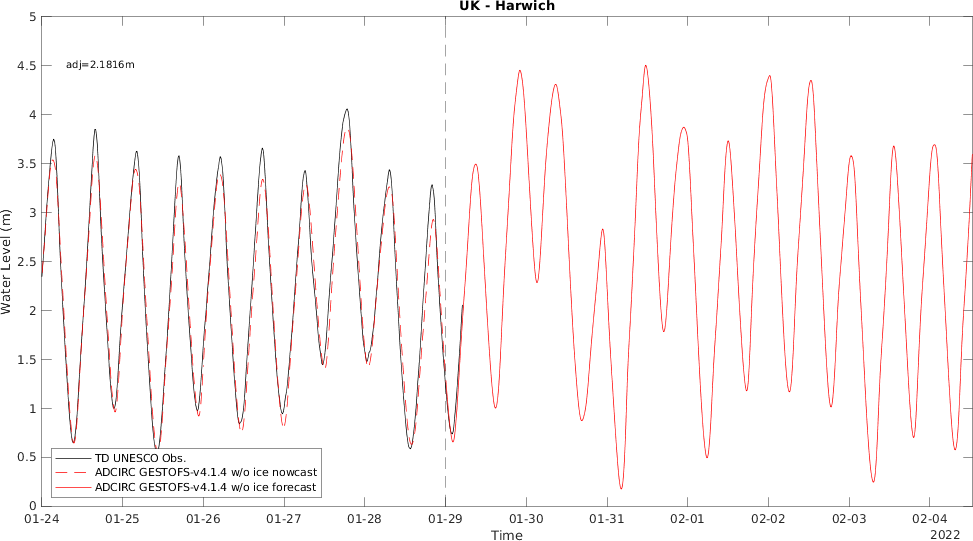 UK - Harwich
adj=2.1816m
Water Level (m)
5
4.5
4
3.5
3
2.5
2
1.5
1
0.5
0
TD UNESCO Obs.
ADCIRC GESTOFS-v4.1.4 w/o ice nowcast
ADCIRC GESTOFS-v4.1.4 w/o ice forecast
01-24 01-25 01-26 01-27 01-28 01-29 01-30 01-31 02-01 02-02 02-03 02-04
Time
2022